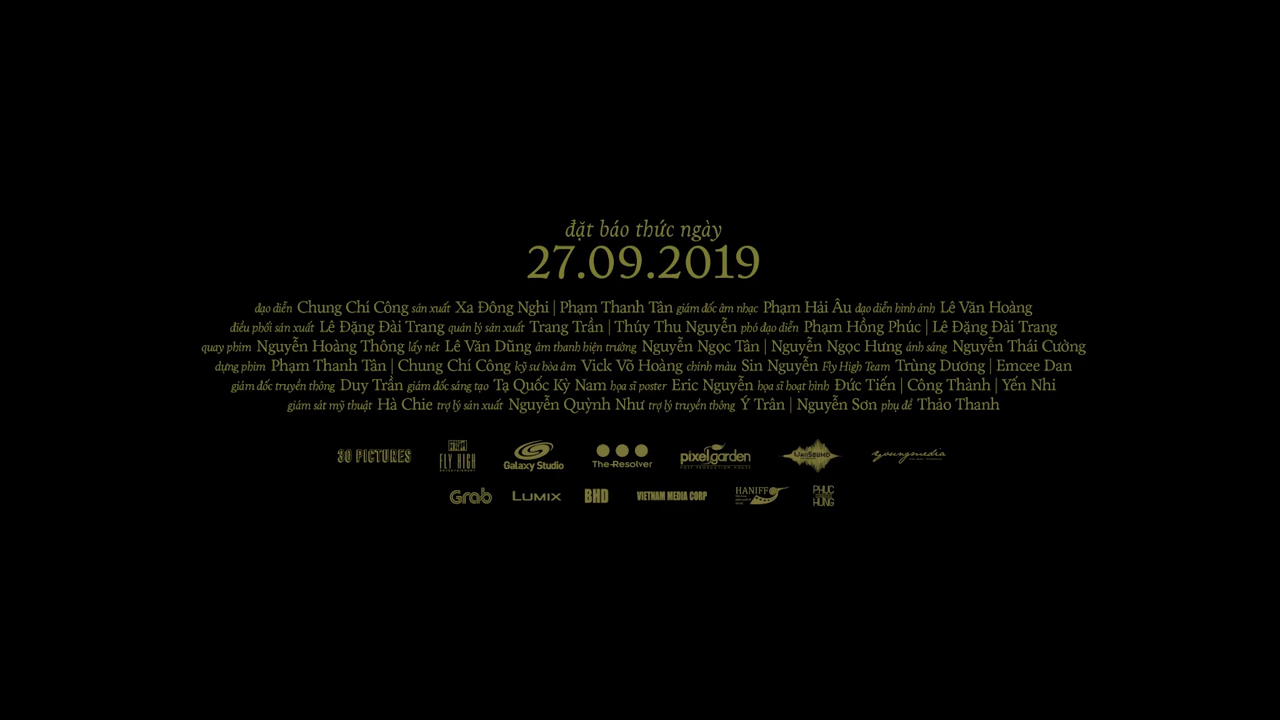 đặt báo thức ngày
27.09.2019
đạo diễn Chung Chí Công sản xuất Xa Đông Nghi | Phạm Thanh Tân giám đốc âm nhạc Phạm Hải Âu đạo diễn hình ảnh Lê Văn Hoàng
điều phối sản xuất Lê Đặng Đài Trang quản lý sản xuất Trang Trần | Thúy Thu Nguyễn phó đạo diễn Phạm Hồng Phúc | Lê Đặng Đài Trang
quay phim Nguyễn Hoàng Thông lấy nét Lê Văn Dũng âm thanh hiện trường Nguyễn Ngọc Tân | Nguyễn Ngọc Hưng ánh sáng Nguyễn Thái Cường
dựng phim Phạm Thanh Tân | Chung Chí Công kỹ sư hòa âm Vick Võ Hoàng chỉnh màu Sin Nguyễn Fly High Team Trùng Dương | Emcee Dan
giám đốc truyền thông Duy Trần giám đốc sáng tạo Tạ Quốc Kỳ Nam họa sĩ poster Eric Nguyễn họa sĩ hoạt hình Đức Tiến | Công Thành | Yến Nhi
giám sát mỹ thuật Hà Chie trợ lý sản xuất Nguyễn Quỳnh Như trợ lý truyền thông Ý Trân | Nguyễn Sơn phụ đề Thảo Thanh
30 PICTURES FLY HIGH ENTERTAINMENT Galaxy Studio The-Resolver pixelgarden POST PRODUCTION HOUSE youngmedia
Grab LUMIX BHD VIETNAM MEDIA CORP HANIFF PHUC HUNG